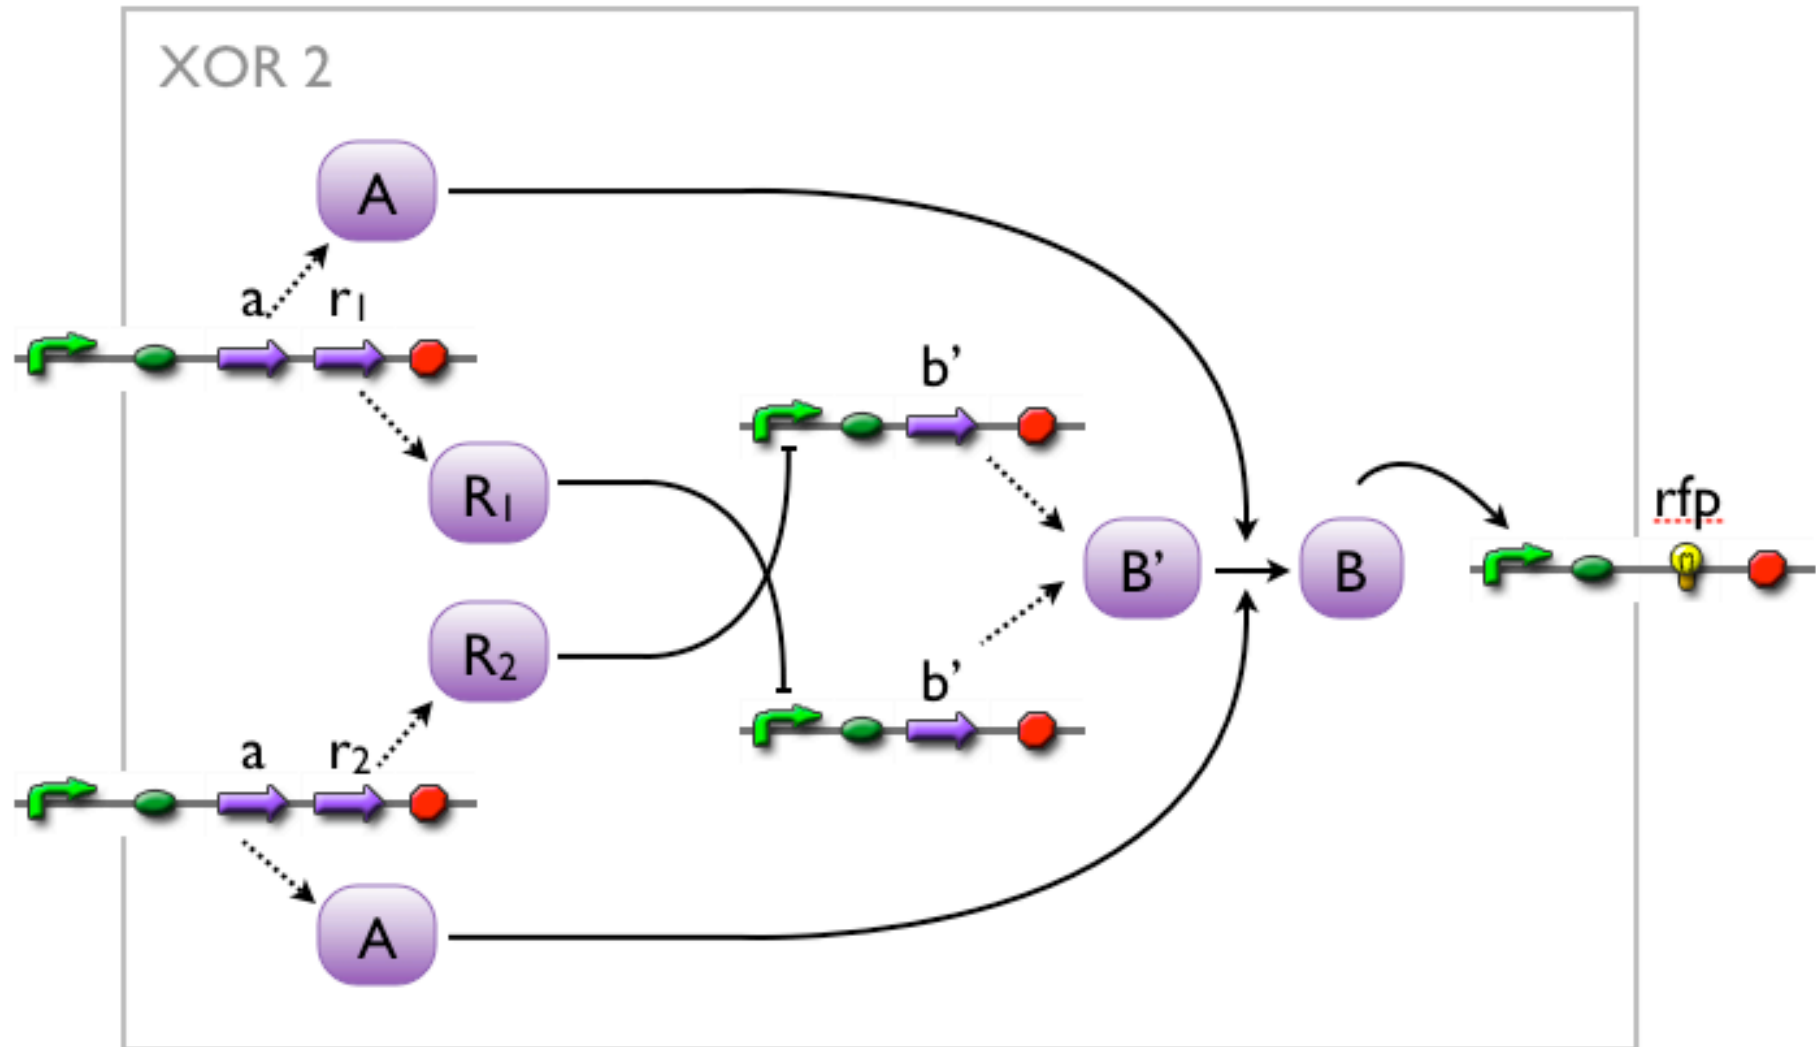 XOR 2
A
a r₁
b’
R₁
rfp
B’ B
R₂
b’
a r₂
A